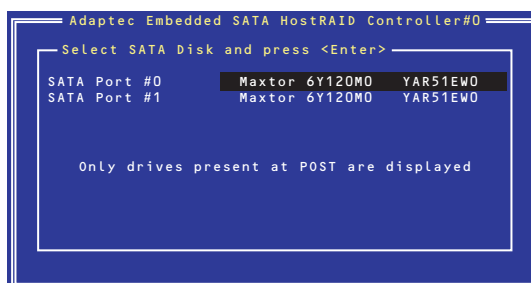 Adaptec Embedded SATA HostRAID Controller#0
Select SATA Disk and press <Enter>
SATA Port #0 Maxtor 6Y120M0 YAR51EW0
SATA Port #1 Maxtor 6Y120M0 YAR51EW0
Only drives present at POST are displayed